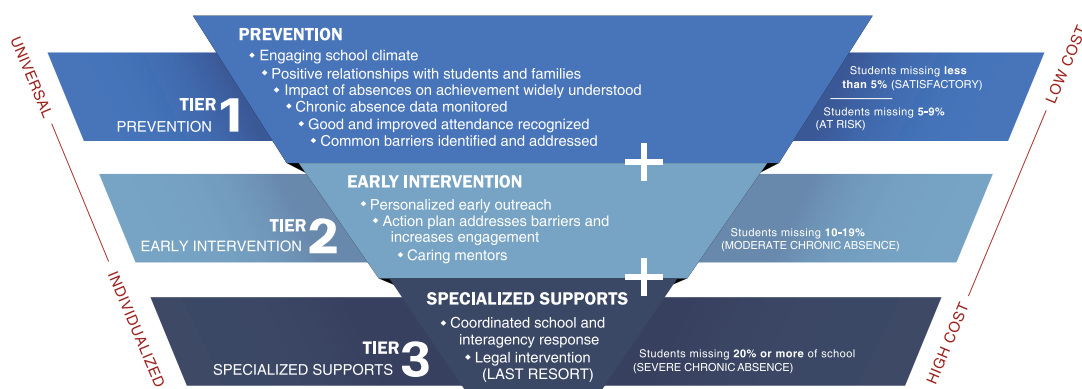 UNIVERSAL
INDIVIDUALIZED
TIER 1
PREVENTION
PREVENTION
Engaging school climate
Positive relationships with students and families
Impact of absences on achievement widely understood
Chronic absence data monitored
Good and improved attendance recognized
Common barriers identified and addressed
Students missing less
than 5% (SATISFACTORY)
Students missing 5-9%
(AT RISK)
TIER 2
EARLY INTERVENTION
EARLY INTERVENTION
Personalized early outreach
Action plan addresses barriers and
increases engagement
Caring mentors
Students missing 10-19%
(MODERATE CHRONIC ABSENCE)
TIER 3
SPECIALIZED SUPPORTS
SPECIALIZED SUPPORTS
Coordinated school and
interagency response
Legal intervention
(LAST RESORT)
Students missing 20% or more of school
(SEVERE CHRONIC ABSENCE)
LOW COST
HIGH COST